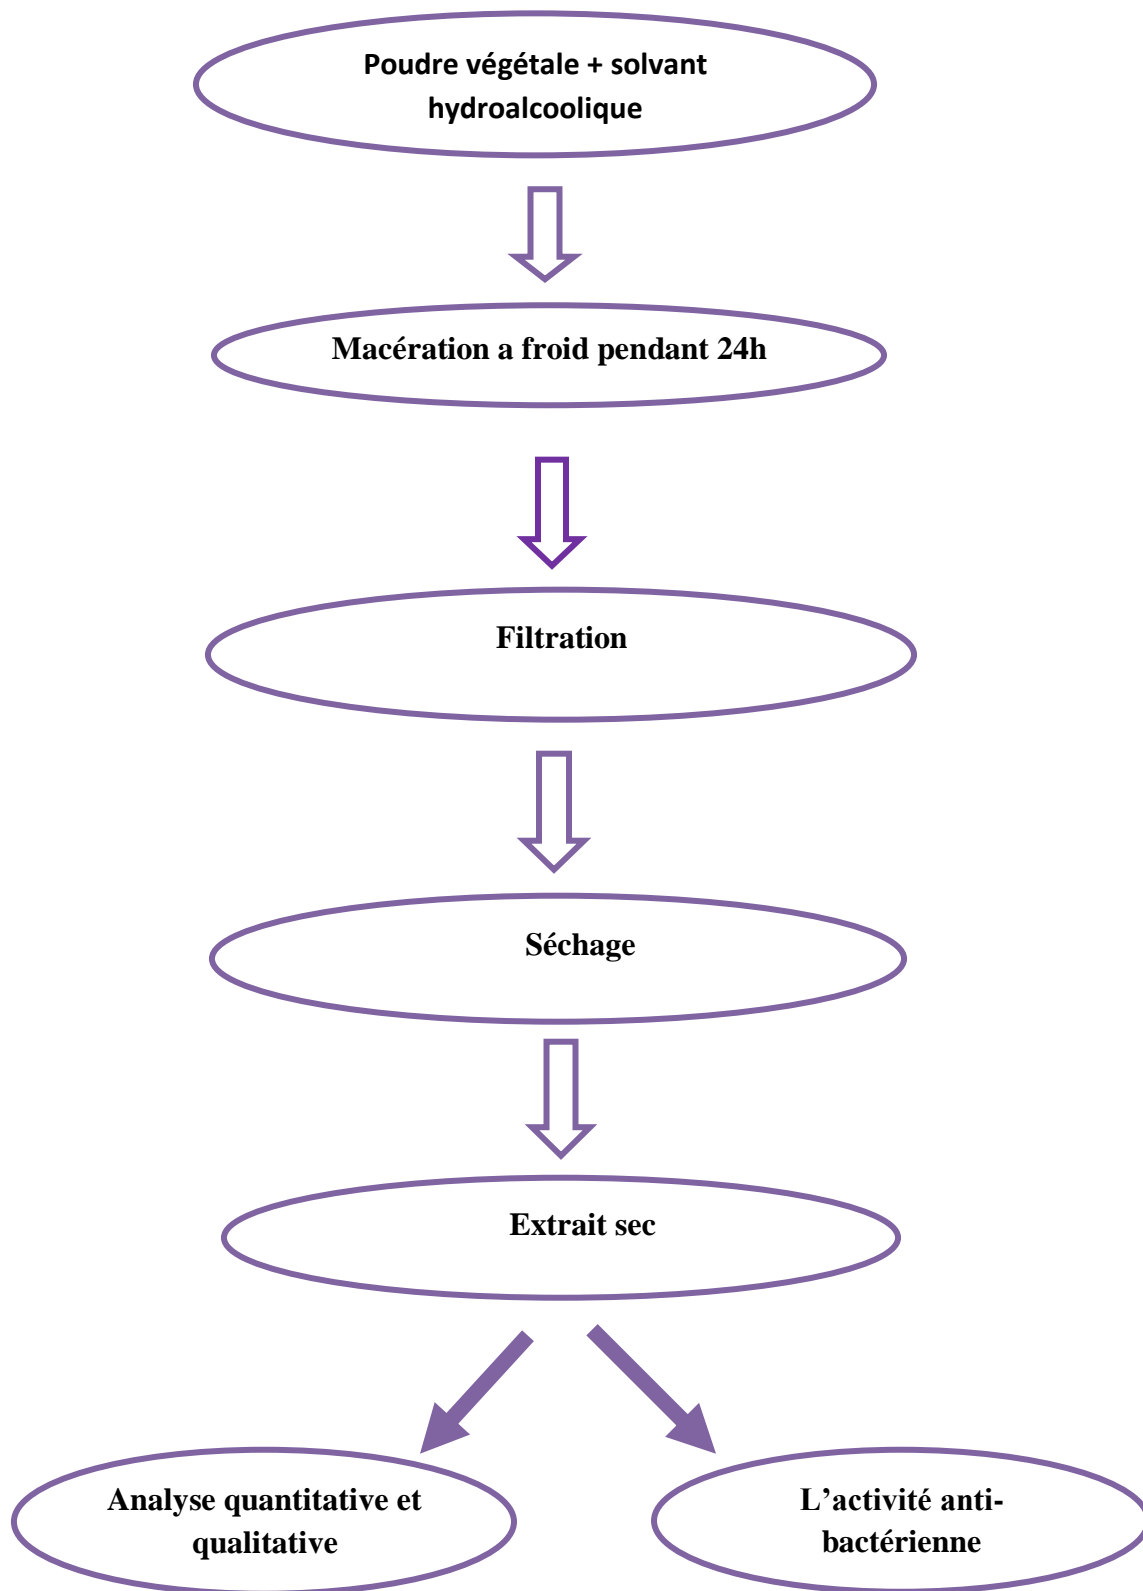 Poudre végétale + solvant
hydroalcoolique
Macération a froid pendant 24h
Filtration
Séchage
Extrait sec
Analyse quantitative et
qualitative
L’activité anti-
bactérienne